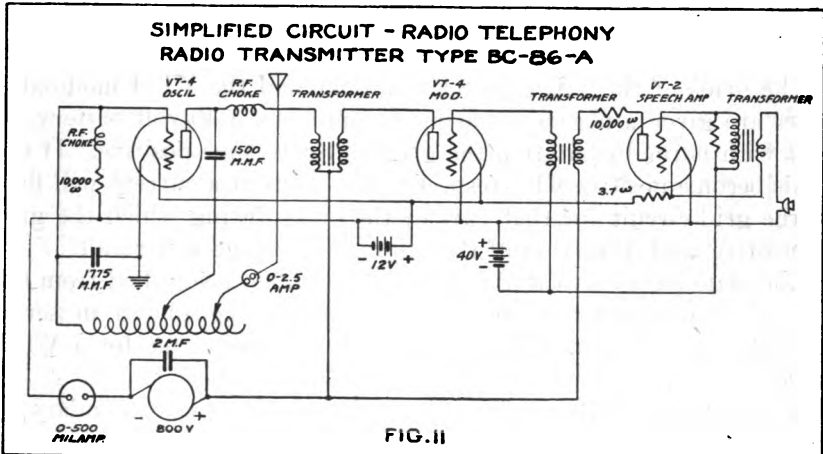 SIMPLIFIED CIRCUIT - RADIO TELEPHONY
RADIO TRANSMITTER TYPE BC-86-A
VT-4
OSCIL
R.F.
CHOKE
TRANSFORMER
VT-4
MOD.
TRANSFORMER
VT-2
SPEECH AMP
TRANSFORMER
R.F.
CHOKE
10,000 ω
1500
M.M.F
10,000 ω
3.7 ω
1775
M.M.F
0-2.5
AMP
- 12V +
40V + -
2 M.F
0-500
MILAMP.
- 800V +
FIG. 11